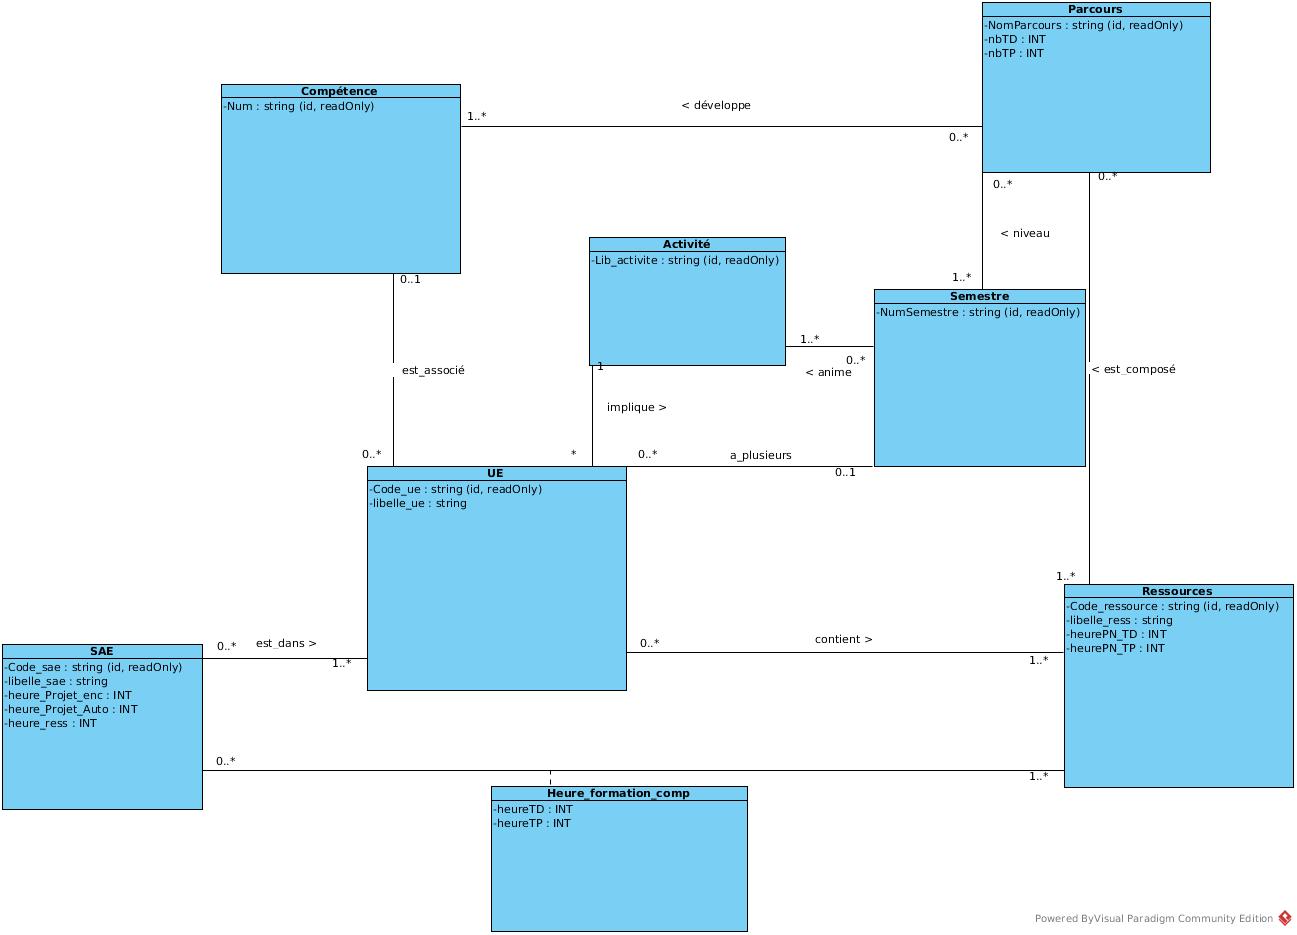 Parcours
-NomParcours : string (id, readOnly)
-nbTD : INT
-nbTP : INT
Compétence
-Num : string (id, readOnly)
< développe
1..*
0..*
0..*
0..*
< niveau
1..*
Activité
-Lib_activite : string (id, readOnly)
Semestre
-NumSemestre : string (id, readOnly)
0..1
1..*
0..*
< anime
1
est_associé
< est_composé
implique >
0..*
*
0..*
a_plusieurs
0..1
UE
-Code_ue : string (id, readOnly)
-libelle_ue : string
1..*
Ressources
-Code_ressource : string (id, readOnly)
-libelle_ress : string
-heurePN_TD : INT
-heurePN_TP : INT
0..*
est_dans >
1..*
0..*
contient >
1..*
SAE
-Code_sae : string (id, readOnly)
-libelle_sae : string
-heure_Projet_enc : INT
-heure_Projet_Auto : INT
-heure_ress : INT
0..*
1..*
Heure_formation_comp
-heureTD : INT
-heureTP : INT
Powered ByVisual Paradigm Community Edition